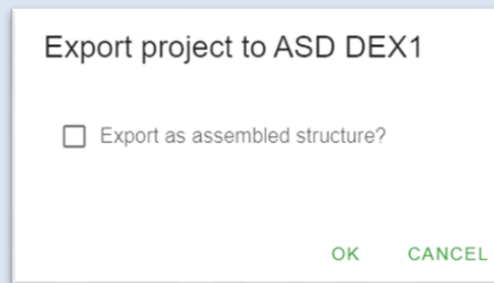 Export project to ASD DEX1
Export as assembled structure?
OK CANCEL